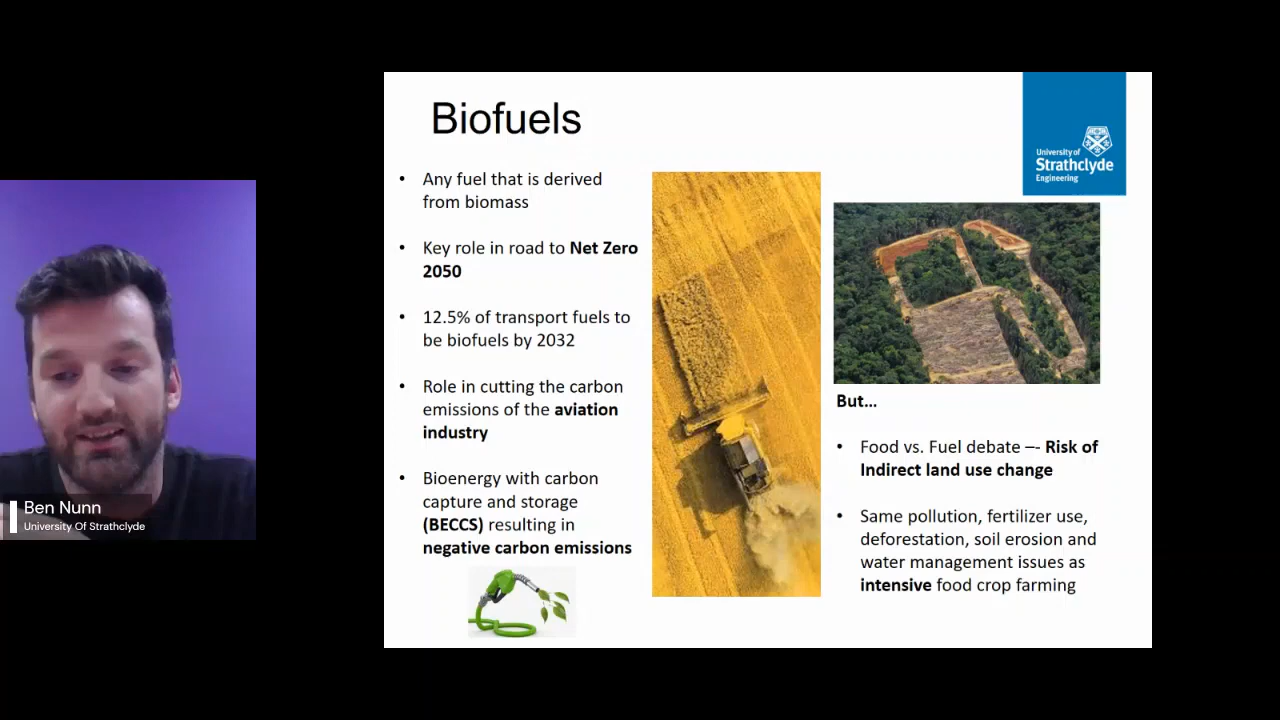 Biofuels
University of
Strathclyde
Engineering
• Any fuel that is derived
from biomass
• Key role in road to Net Zero
2050
• 12.5% of transport fuels to
be biofuels by 2032
• Role in cutting the carbon
emissions of the aviation
industry
• Bioenergy with carbon
capture and storage
(BECCS) resulting in
negative carbon emissions
But...
• Food vs. Fuel debate –- Risk of
Indirect land use change
• Same pollution, fertilizer use,
deforestation, soil erosion and
water management issues as
intensive food crop farming
Ben Nunn
University Of Strathclyde